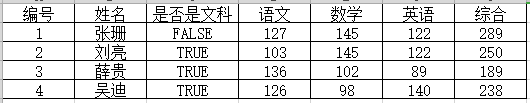 编号 姓名 是否是文科 语文 数学 英语 综合
1 张珊 FALSE 127 145 122 289
2 刘亮 TRUE 103 145 122 250
3 薛贵 TRUE 136 102 89 189
4 吴迪 TRUE 126 98 140 238